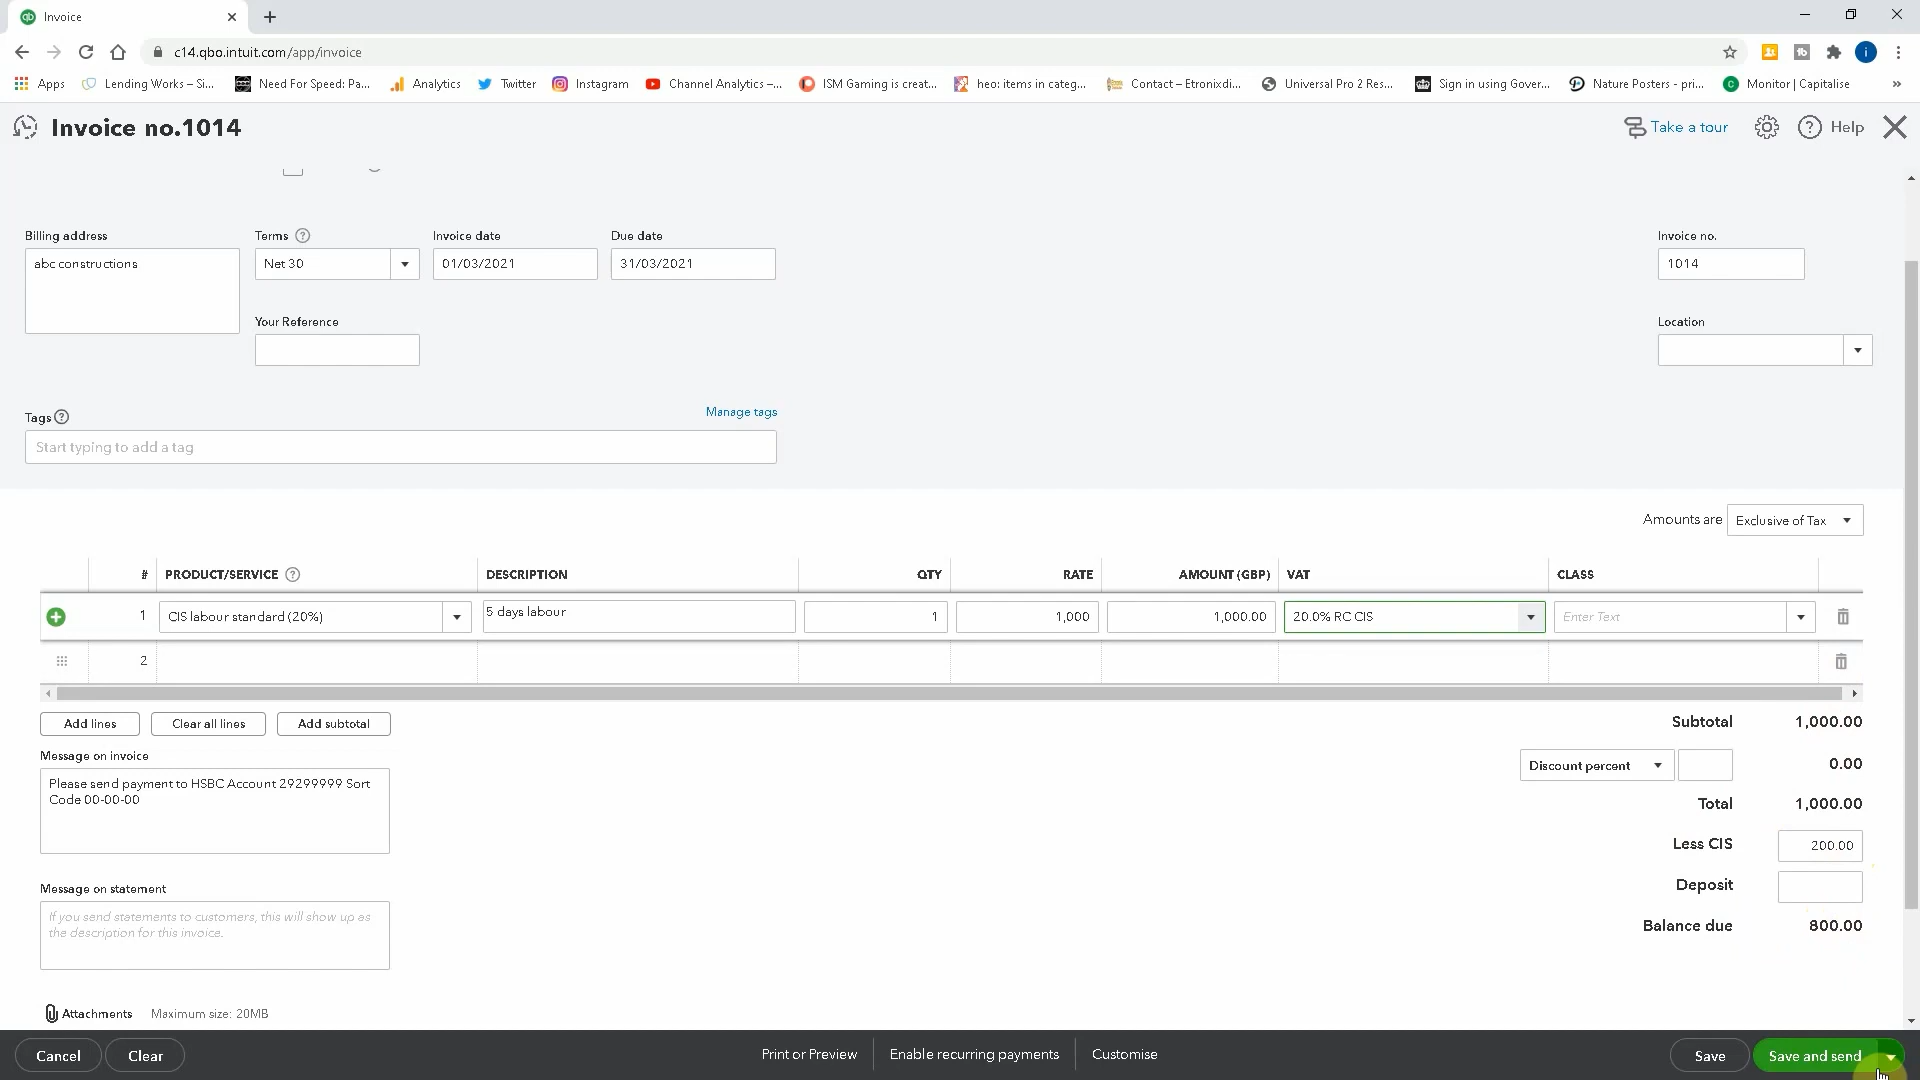 Invoice
c14.qbo.intuit.com/app/invoice
Apps
Lending Works – Si...
Need For Speed: Pa...
Analytics
Twitter
Instagram
Channel Analytics –...
ISM Gaming is creat...
heo: items in categ...
Contact – Etronixdi...
Universal Pro 2 Res...
Sign in using Gover...
Nature Posters - pri...
Monitor | Capitalise
»
Invoice no.1014
Take a tour
Help
Billing address
Terms
Invoice date
Due date
Invoice no.
abc constructions
Net 30
01/03/2021
31/03/2021
1014
Your Reference
Location
Tags
Manage tags
Start typing to add a tag
Amounts are
Exclusive of Tax
# PRODUCT/SERVICE DESCRIPTION QTY RATE AMOUNT (GBP) VAT CLASS
1 CIS labour standard (20%) 5 days labour 1 1,000 1,000.00 20.0% RC CIS Enter Text
2
Add lines
Clear all lines
Add subtotal
Subtotal 1,000.00
Message on invoice
Please send payment to HSBC Account 29299999 Sort
Code 00-00-00
Discount percent 0.00
Total 1,000.00
Less CIS 200.00
Deposit
Balance due 800.00
Message on statement
If you send statements to customers, this will show up as
the description for this invoice.
Attachments Maximum size: 20MB
Cancel
Clear
Print or Preview
Enable recurring payments
Customise
Save
Save and send